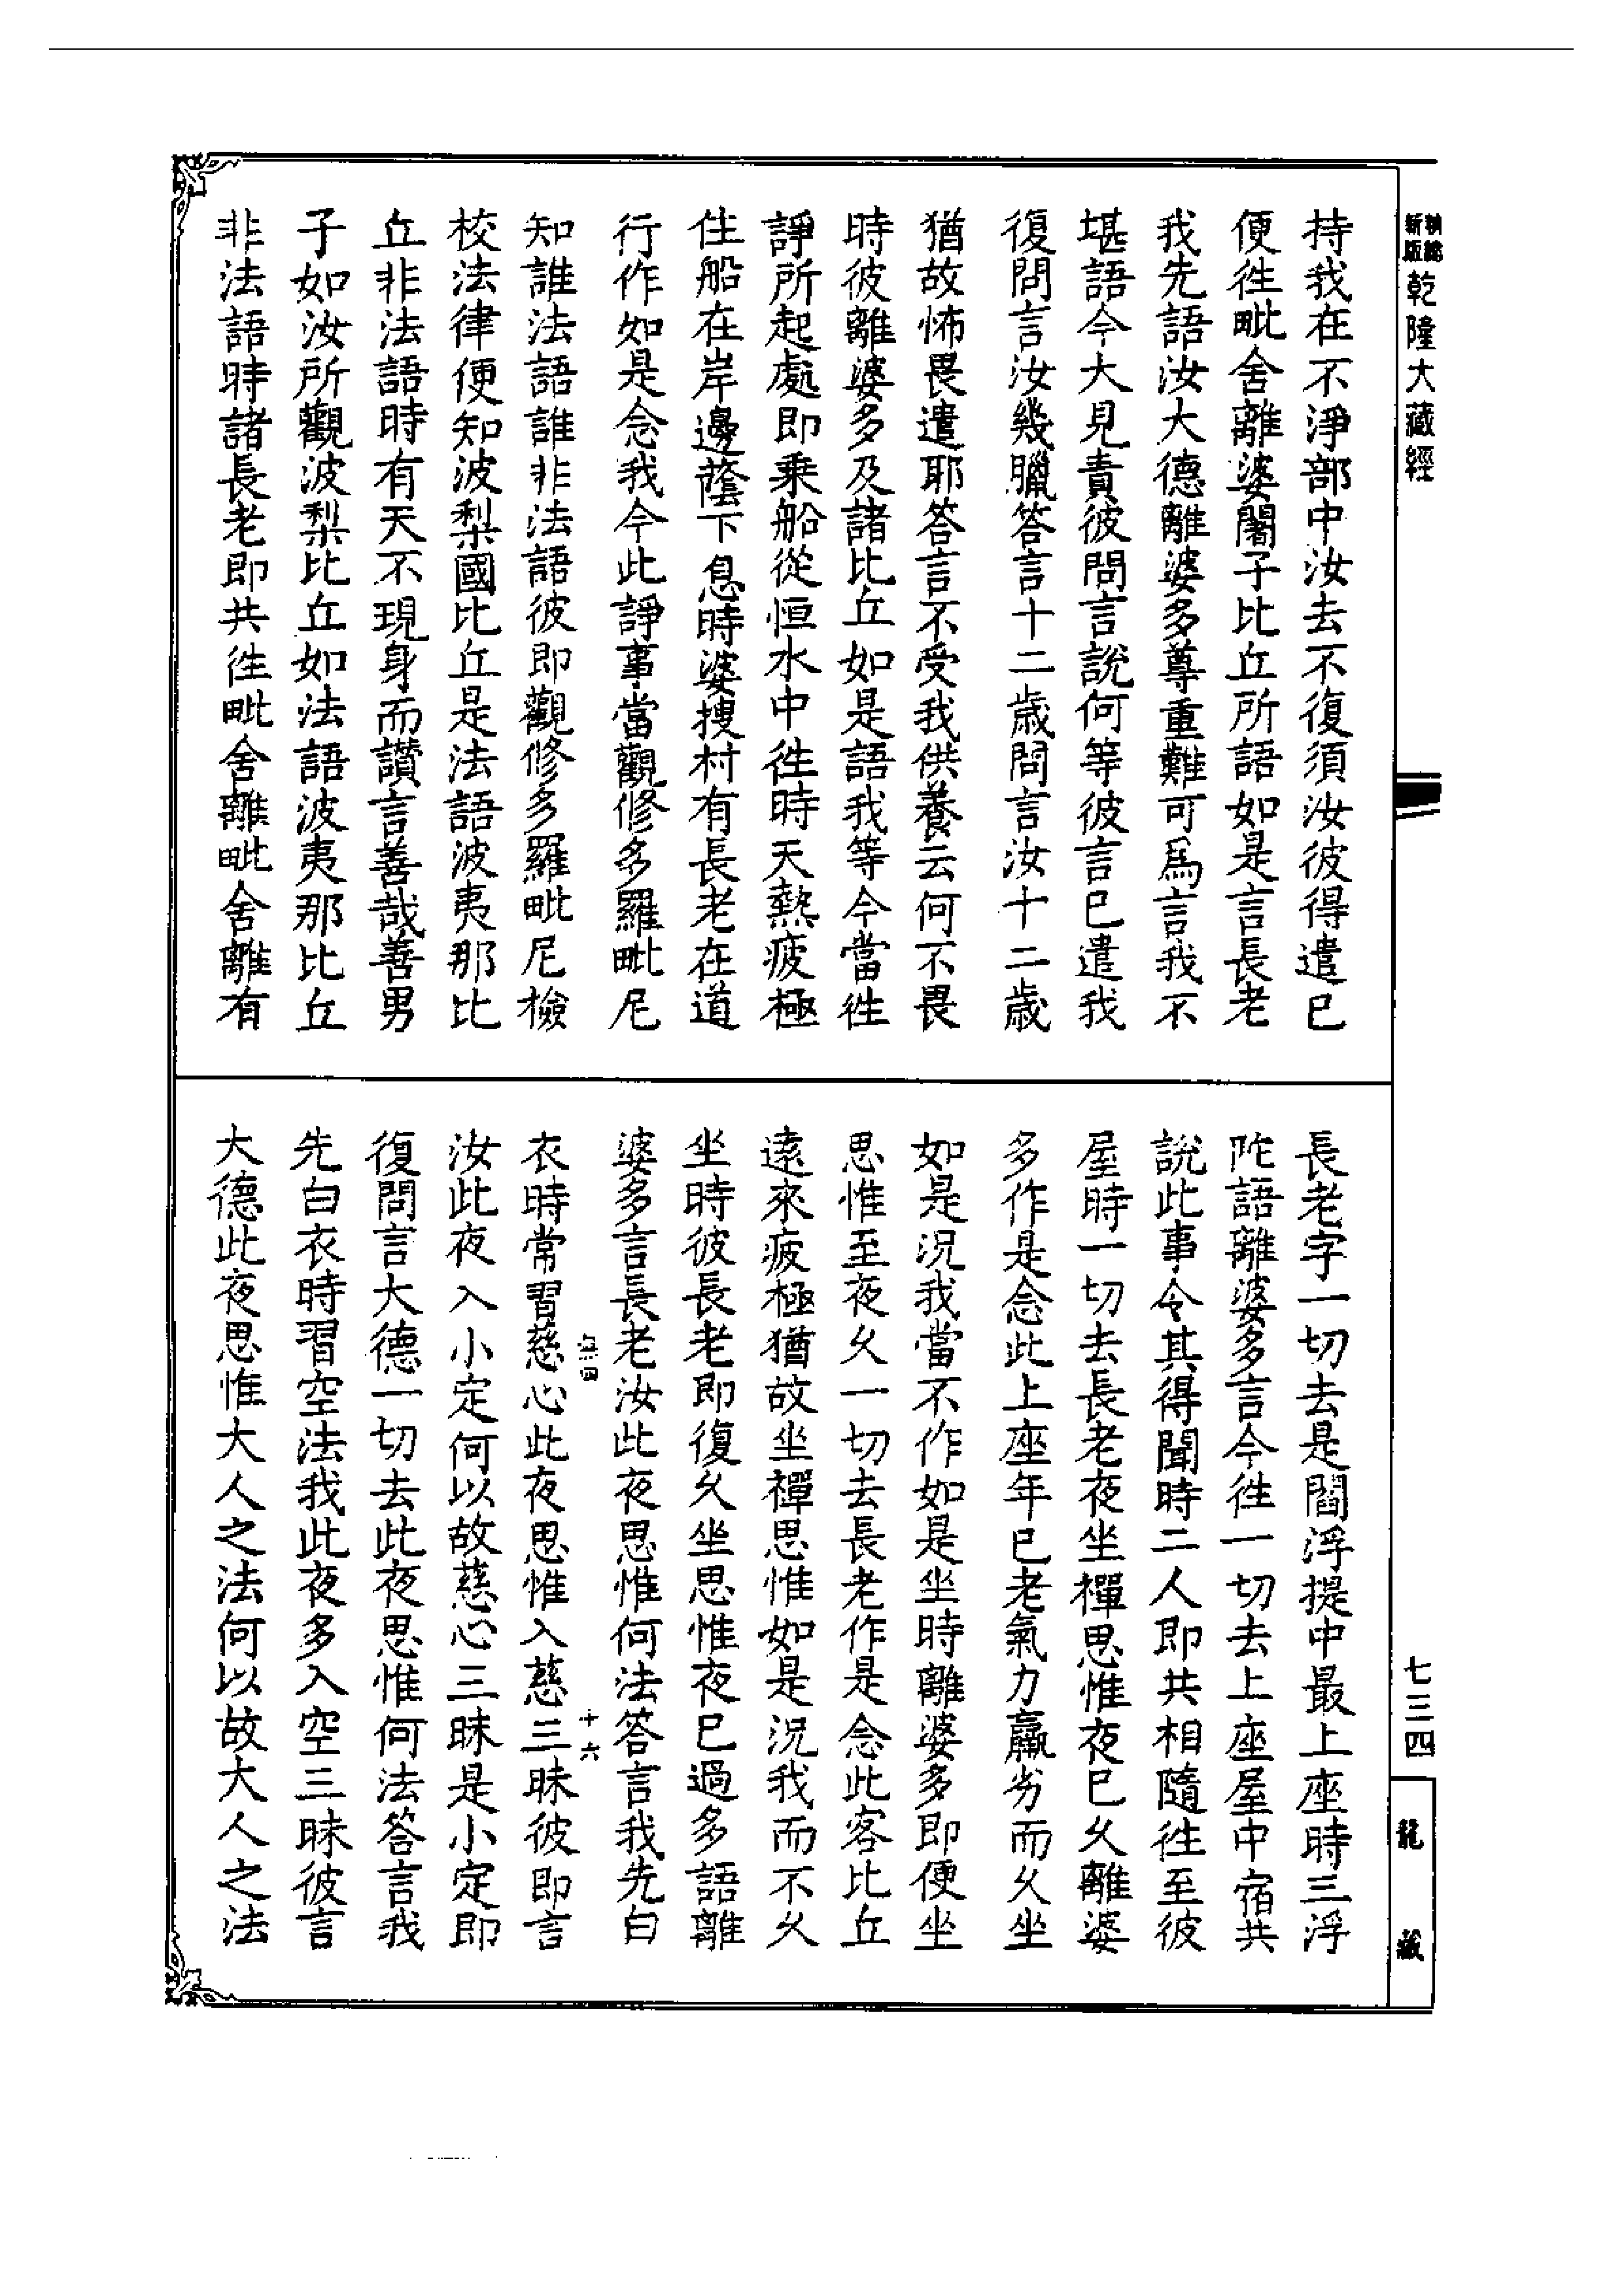 新版
精縮
乾隆大藏經
持我在不淨部中汝去不復須汝彼得遣已
便往毗舍離婆闍子比丘所語如是言長老
我先語汝大德離婆多尊重難可爲言我不
堪語今大見責彼問言說何等彼言已遣我
復問言汝幾臘答言十二歲問言汝十二歲
猶故怖畏遣耶答言不受我供養云何不畏
時彼離婆多及諸比丘如是語我等今當往
諍所起處即乗船從恒水中往時天熱疲極
住船在岸邊蔭下息時婆搜村有長老在道
行作如是念我今此諍事當觀修多羅毗尼
知誰法語誰非法語彼即觀修多羅毗尼檢
校法律便知波梨國比丘是法語波夷那比
丘非法語時有天不現身而讚言善哉善男
子如汝所觀波梨比丘如法語波夷那比丘
非法語時諸長老即共往毗舍離毗舍離有
長老字一切去是閻浮提中最上座時三浮
陀語離婆多言今往一切去上座屋中宿共
說此事令其得聞時二人即共相隨往至彼
屋時一切去長老夜坐禪思惟夜已久離婆
多作是念此上座年已老氣力羸劣而久坐
如是況我當不作如是坐時離婆多即便坐
思惟至夜久一切去長老作是念此客比丘
遠來疲極猶故坐禪思惟如是況我而不久
坐時彼長老即復久坐思惟夜已過多語離
婆多言長老汝此夜思惟何法答言我先白
衣時常習慈心此夜思惟入慈三昧彼即言
汝此夜入小定何以故慈心三昧是小定即
復問言大德一切去此夜思惟何法答言我
先白衣時習空法我此夜多入空三昧彼言
大德此夜思惟大人之法何以故大人之法
十六
七三四
龍藏